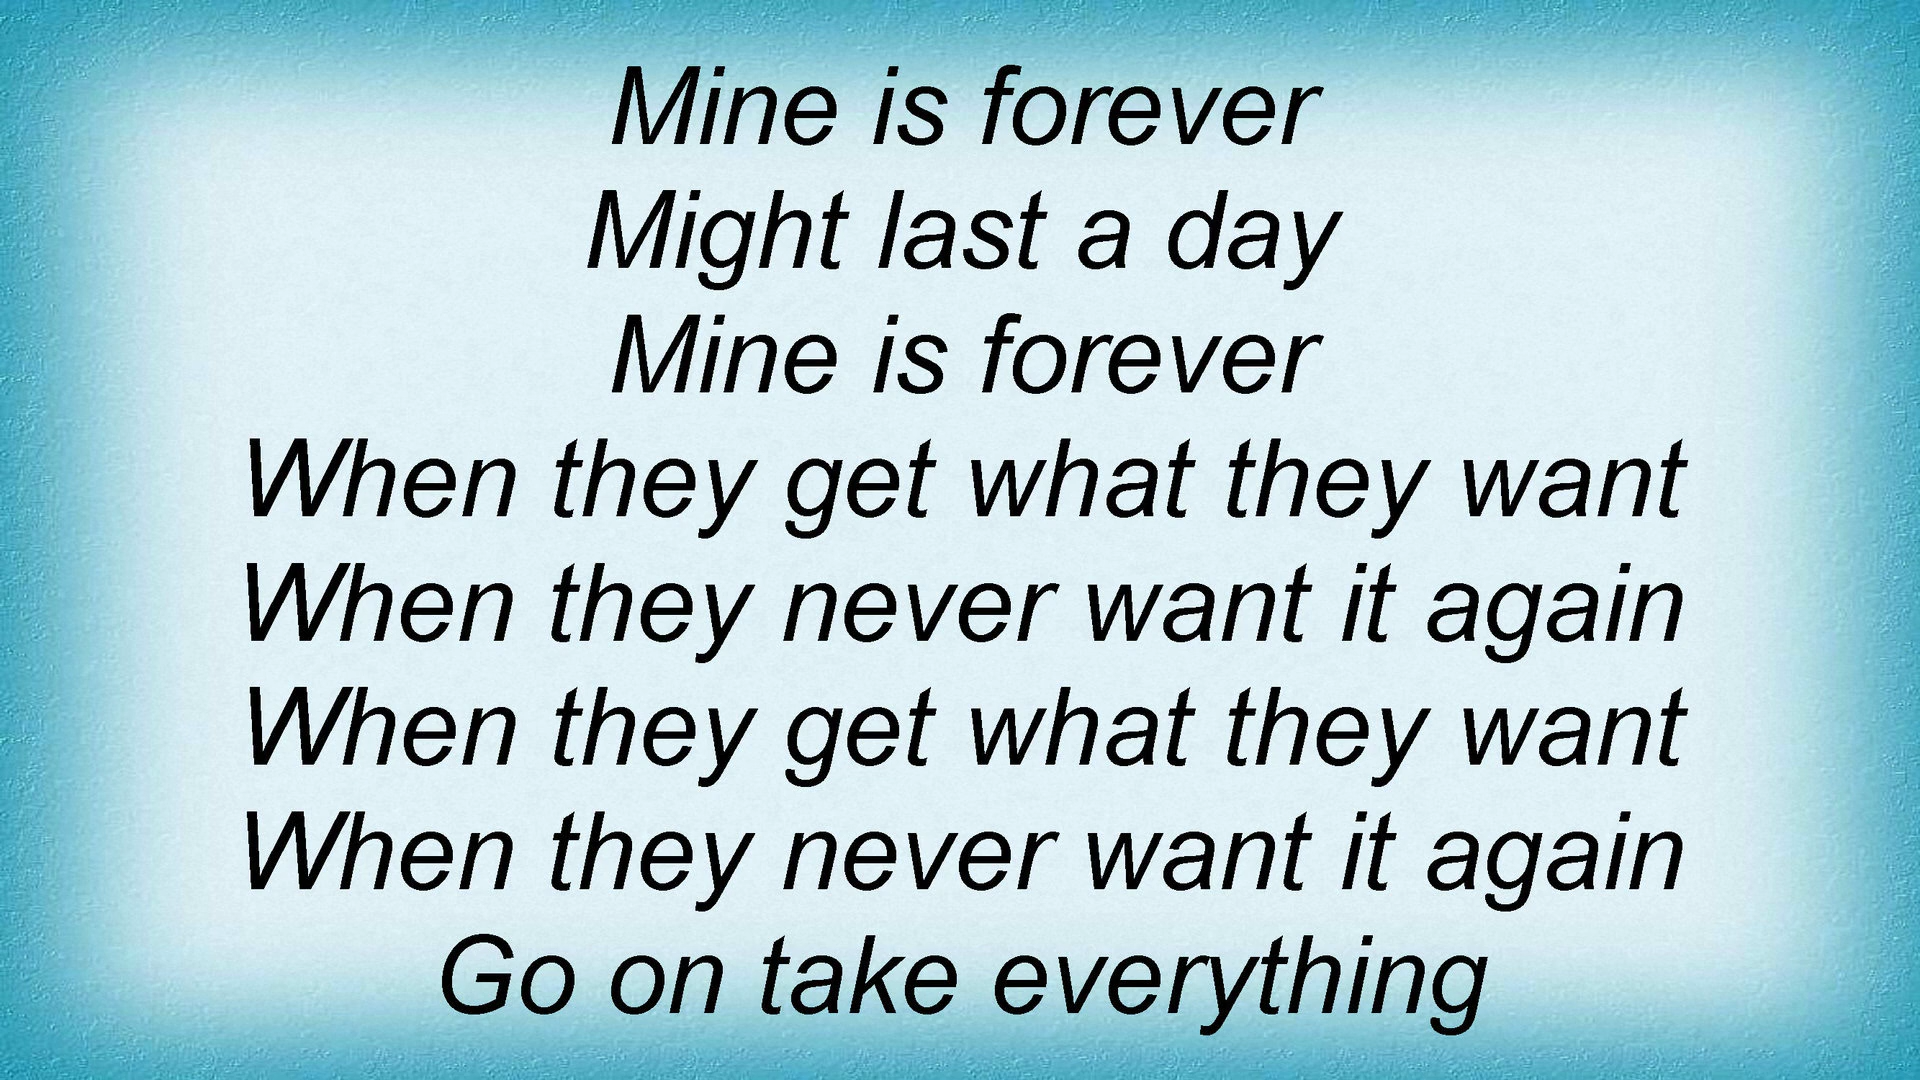 Mine is forever
Might last a day
Mine is forever
When they get what they want
When they never want it again
When they get what they want
When they never want it again
Go on take everything